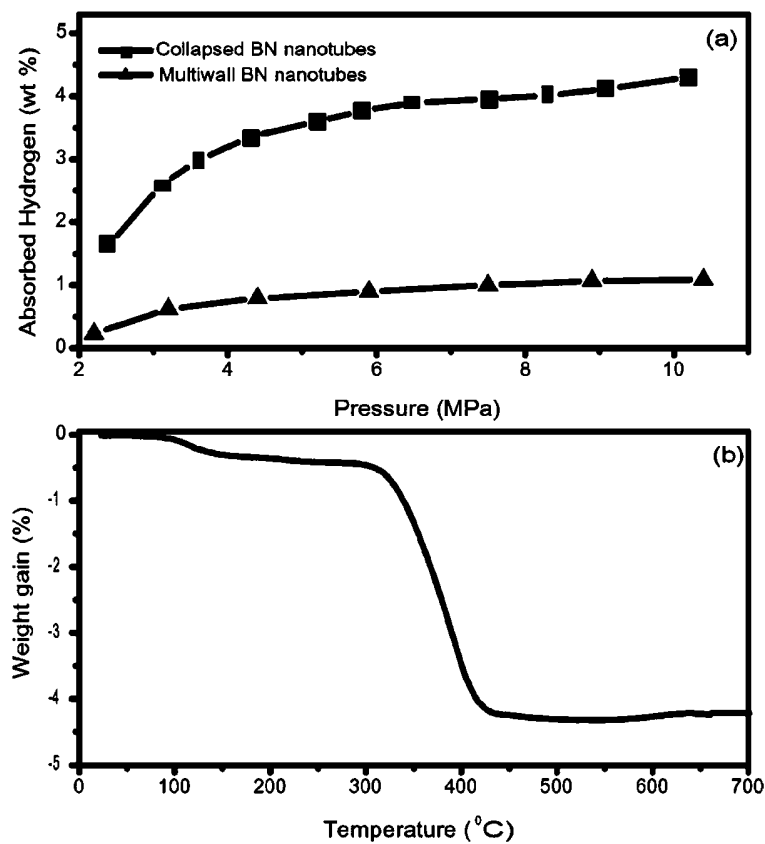 (a)
Collapsed BN nanotubes
Multiwall BN nanotubes
Absorbed Hydrogen (wt %)
5
4
3
2
1
0
2 4 6 8 10
Pressure (MPa)
(b)
Weight gain (%)
0
-1
-2
-3
-4
-5
0 100 200 300 400 500 600 700
Temperature (⁰C)